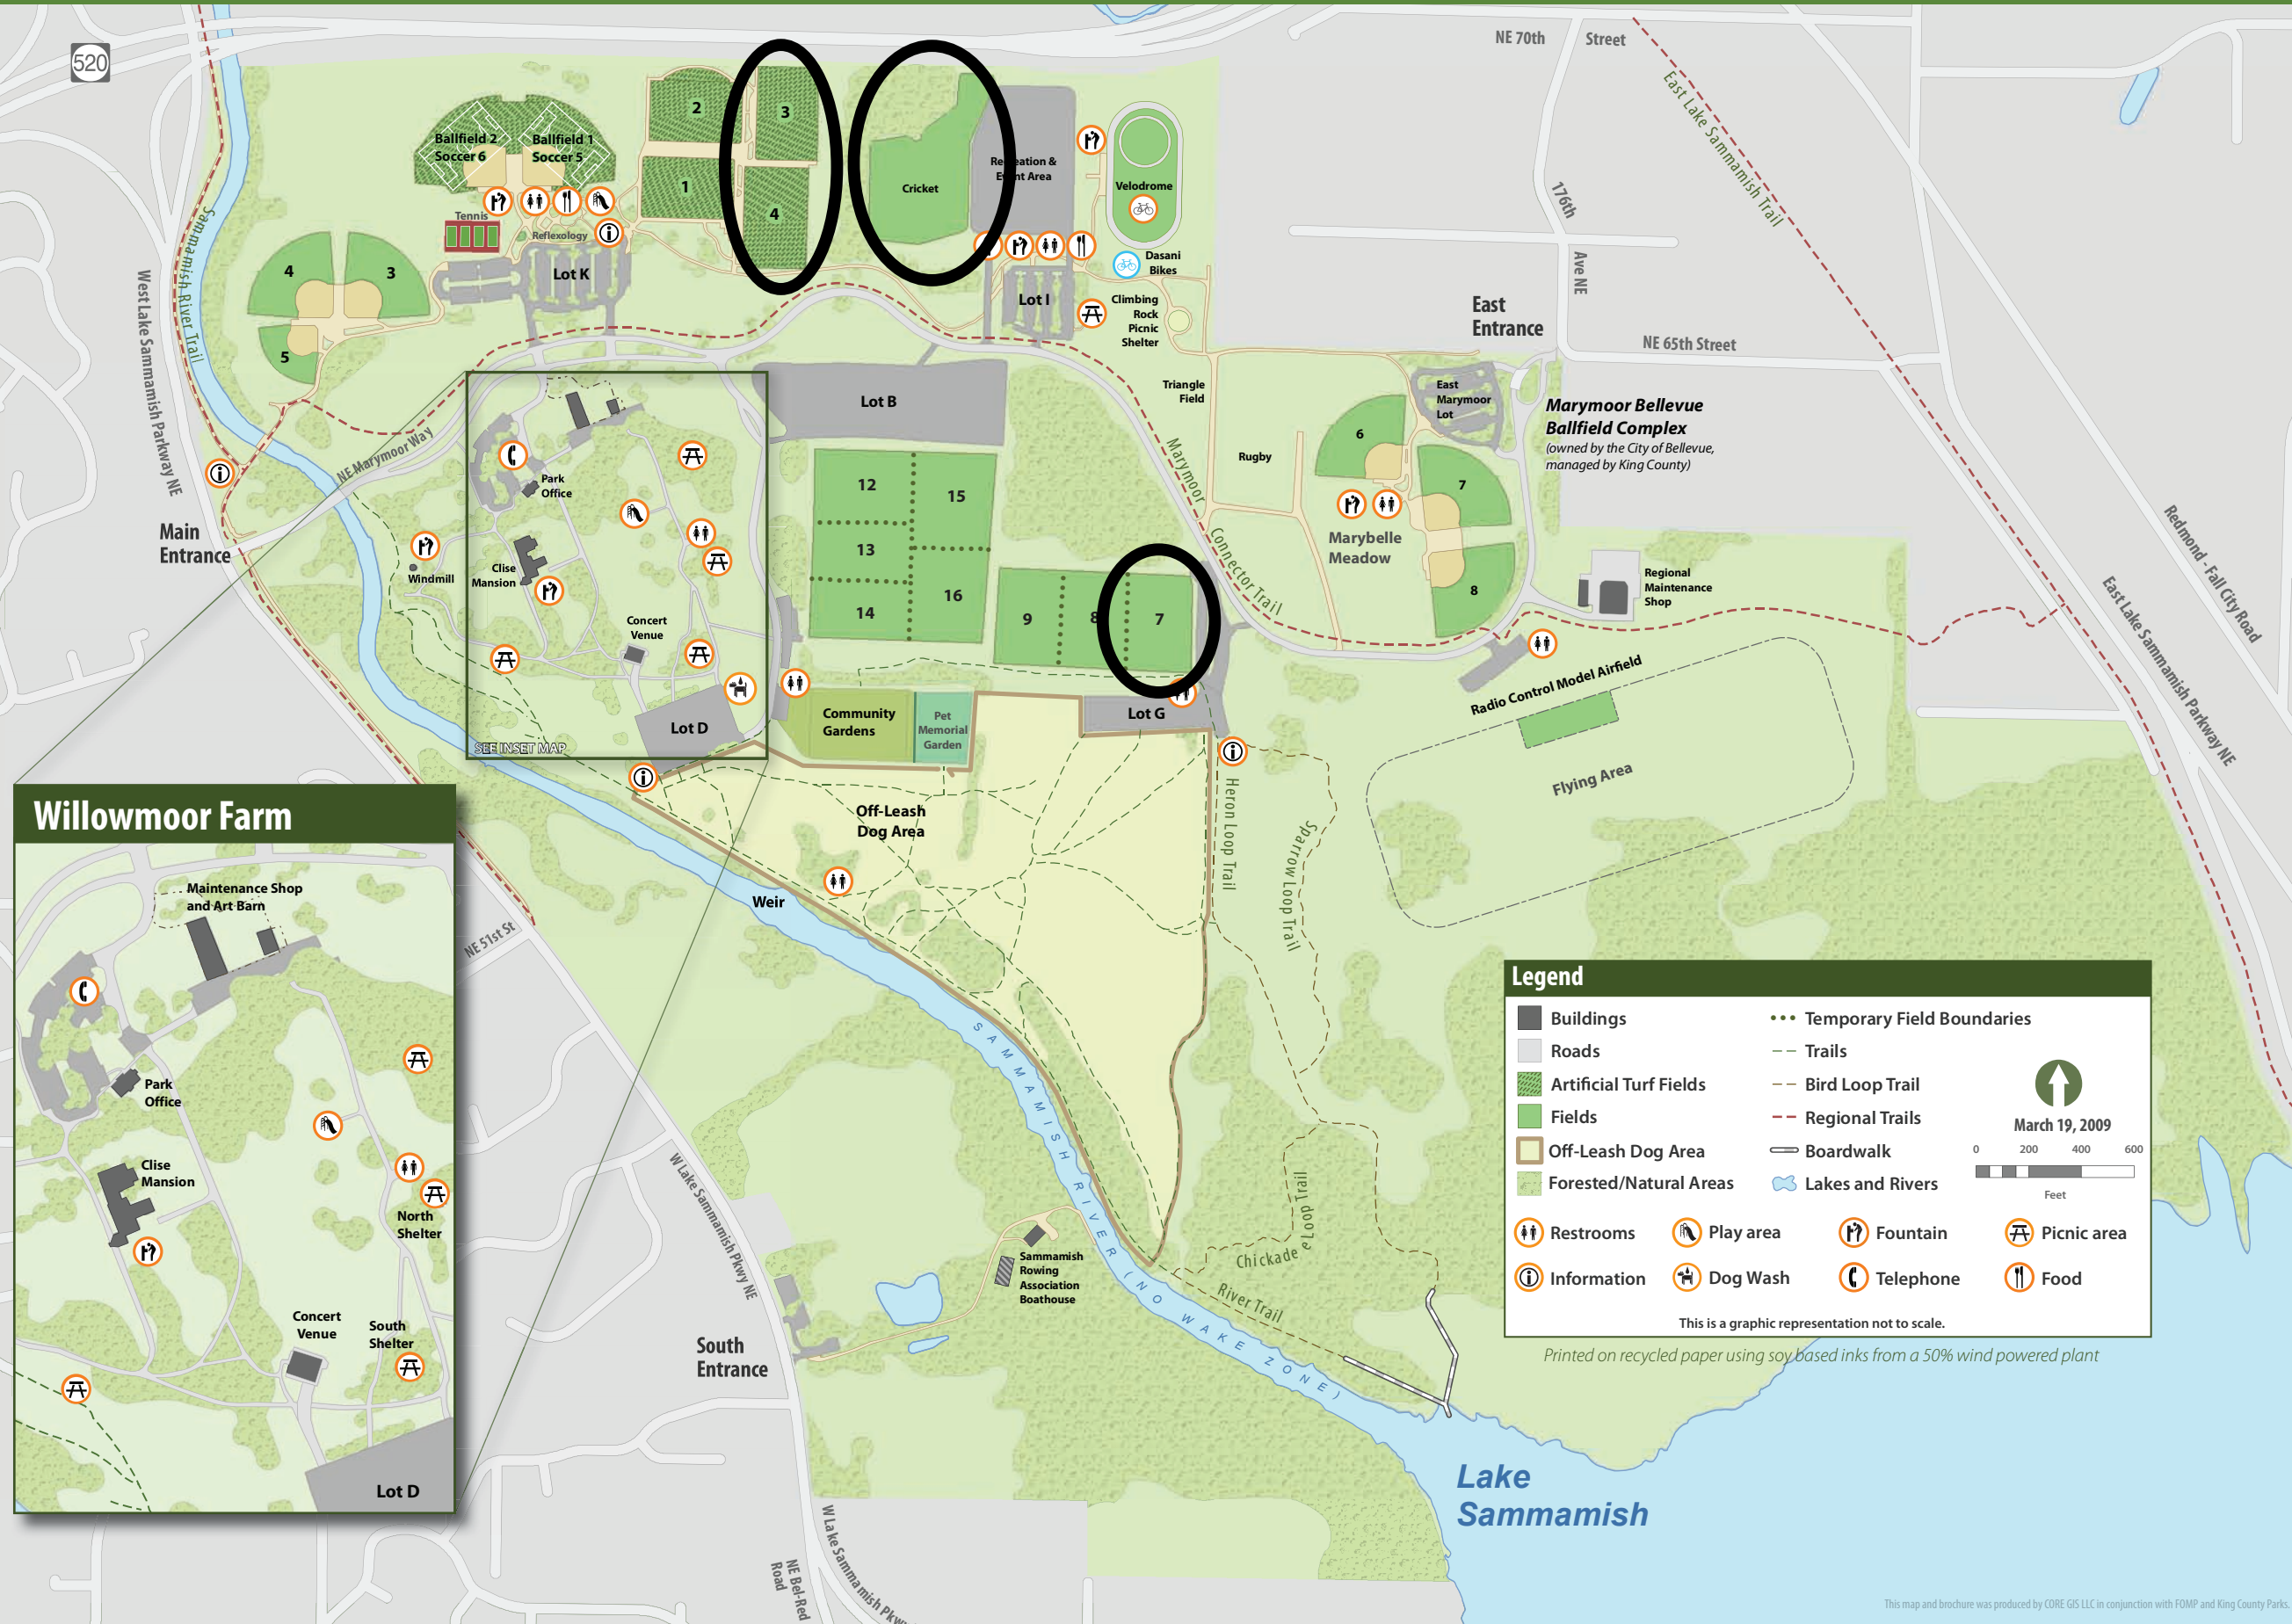 520
NE 70th
Street
East Lake Sammamish Trail
176th
Ave NE
2
3
1
4
Ballfield 2
Soccer 6
Ballfield 1
Soccer 5
Tennis
Reflexology
Lot K
4
3
5
Cricket
Velodrome
Dasani
Bikes
Lot I
Climbing
Rock
Picnic
Shelter
East
Entrance
NE 65th Street
Sammamish River Trail
West Lake Sammamish Parkway NE
Lot B
Triangle
Field
East
Marymoor
Lot
Marymoor Bellevue
Ballfield Complex
(owned by the City of Bellevue,
managed by King County)
NE Marymoor Way
Park
Office
Rugby
6
7
8
Marymoor
Connector Trail
Marybelle
Meadow
Main
Entrance
Windmill
Clise
Mansion
Concert
Venue
12
13
14
15
16
9
8
7
Regional
Maintenance
Shop
Redmond - Fall City Road
East Lake Sammamish Parkway NE
Radio Control Model Airfield
Flying Area
Lot D
SEE INSET MAP
Community
Gardens
Pet
Memorial
Garden
Lot G
Off-Leash
Dog Area
Heron Loop Trail
Sparrow Loop Trail
Weir
NE 51st St
Willowmoor Farm
Maintenance Shop
and Art Barn
Park
Office
Clise
Mansion
North
Shelter
Concert
Venue
South
Shelter
Lot D
W Lake Sammamish Pkwy NE
SAMMAMISH RIVER (NO WAKE ZONE)
Sammamish
Rowing
Association
Boathouse
Chickadee Loop Trail
River Trail
South
Entrance
W Lake Sammamish Pkwy
NE Bel-Red
Road
Legend
Buildings
Roads
Artificial Turf Fields
Fields
Off-Leash Dog Area
Forested/Natural Areas
Temporary Field Boundaries
Trails
Bird Loop Trail
Regional Trails
Boardwalk
Lakes and Rivers
March 19, 2009
0 200 400 600
Feet
Restrooms
Play area
Fountain
Picnic area
Information
Dog Wash
Telephone
Food
This is a graphic representation not to scale.
Printed on recycled paper using soy based inks from a 50% wind powered plant
Lake
Sammamish
This map and brochure was produced by CORE GIS LLC in conjunction with FOMP and King County Parks.